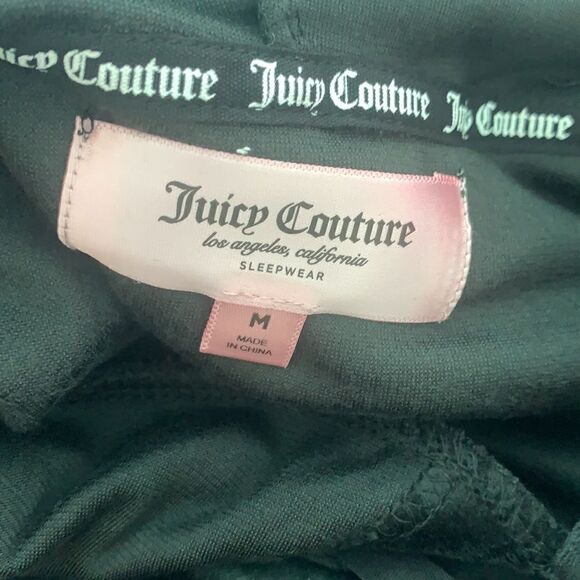 Juicy Couture Juicy Couture Juicy Couture
Juicy Couture
los angeles, california
SLEEPWEAR
M
MADE
IN CHINA